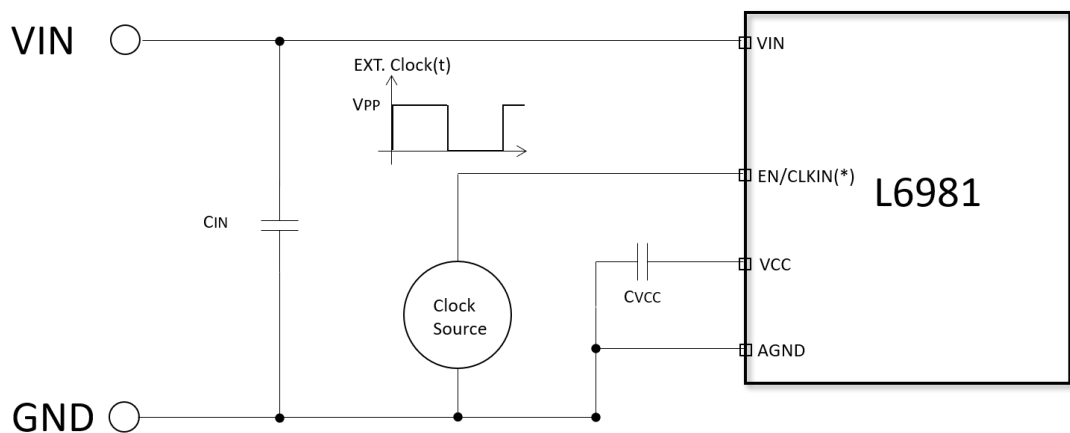 VIN
VIN
EXT. Clock(t)
VPP
EN/CLKIN(*)
L6981
CIN
VCC
CVCC
Clock
Source
AGND
GND